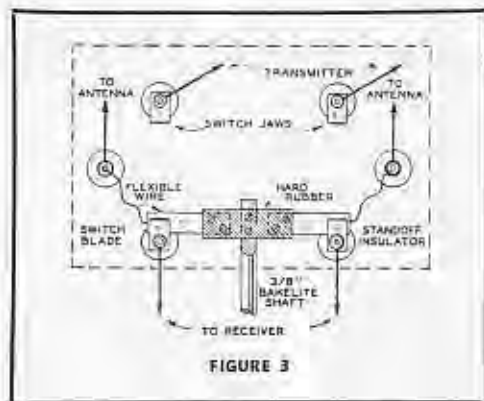 TRANSMITTER
TO
ANTENNA
TO
ANTENNA
SWITCH JAWS
FLEXIBLE
WIRE
HARD
RUBBER
SWITCH
BLADE
STANDOFF
INSULATOR
3/8"
BAKELITE
SHAFT
TO RECEIVER
FIGURE 3